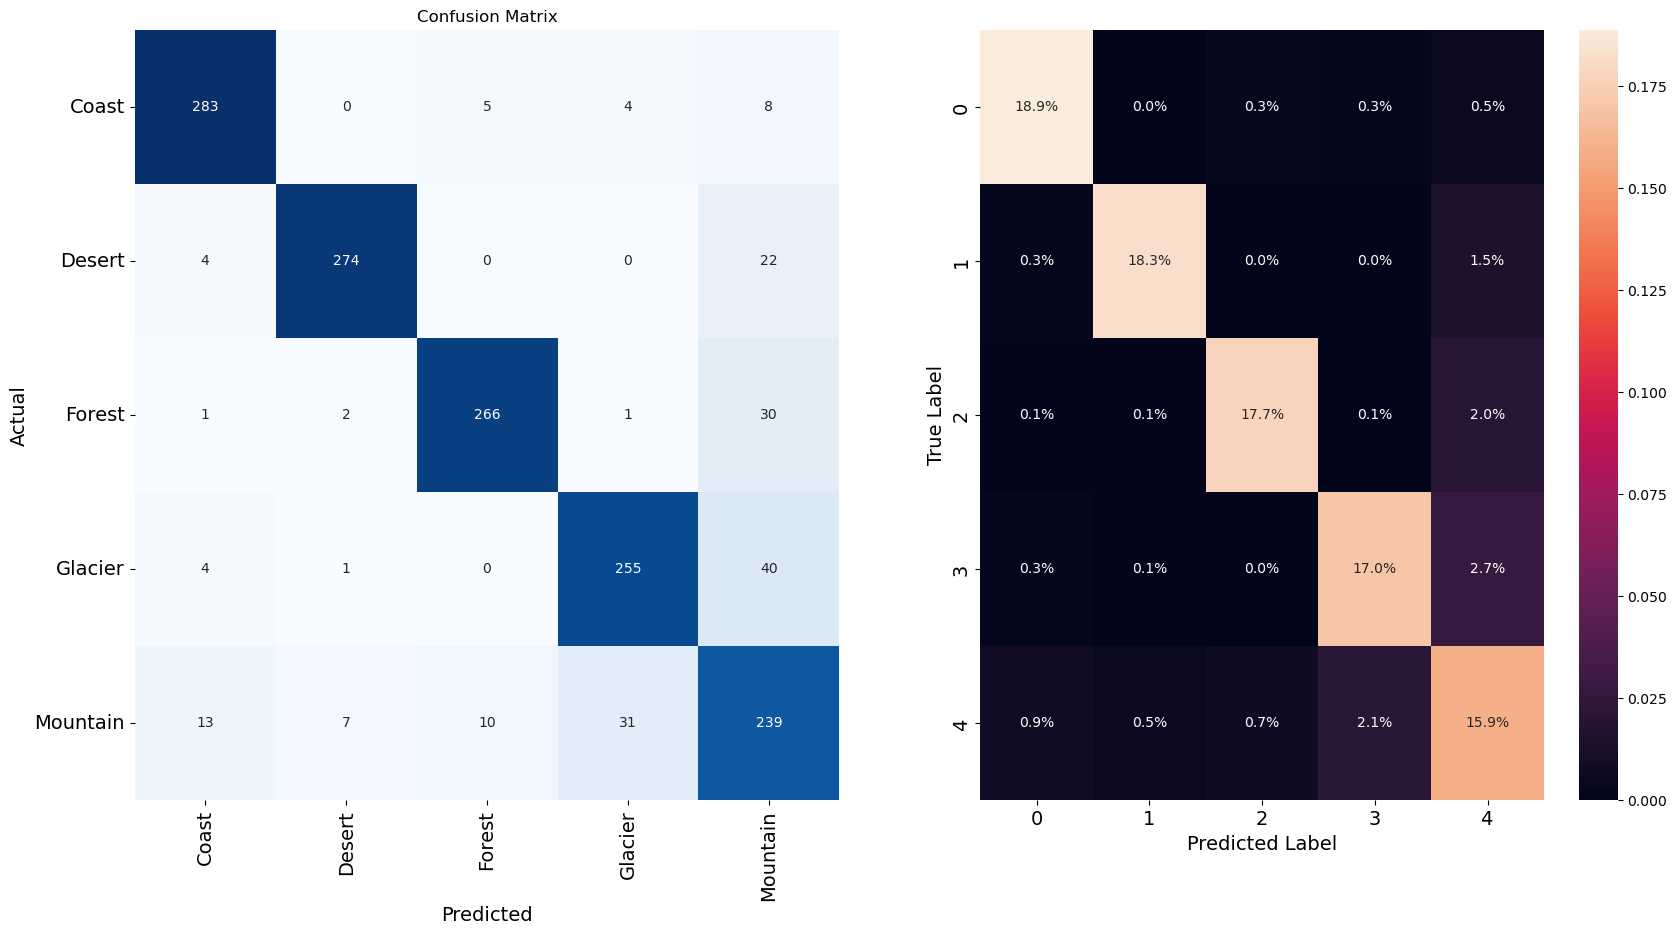 Confusion Matrix
Coast 283 0 5 4 8
Desert 4 274 0 0 22
Forest 1 2 266 1 30
Glacier 4 1 0 255 40
Mountain 13 7 10 31 239
Actual
Coast Desert Forest Glacier Mountain
Predicted
0 18.9% 0.0% 0.3% 0.3% 0.5%
1 0.3% 18.3% 0.0% 0.0% 1.5%
2 0.1% 0.1% 17.7% 0.1% 2.0%
3 0.3% 0.1% 0.0% 17.0% 2.7%
4 0.9% 0.5% 0.7% 2.1% 15.9%
True Label
0 1 2 3 4
Predicted Label
0.175
0.150
0.125
0.100
0.075
0.050
0.025
0.000